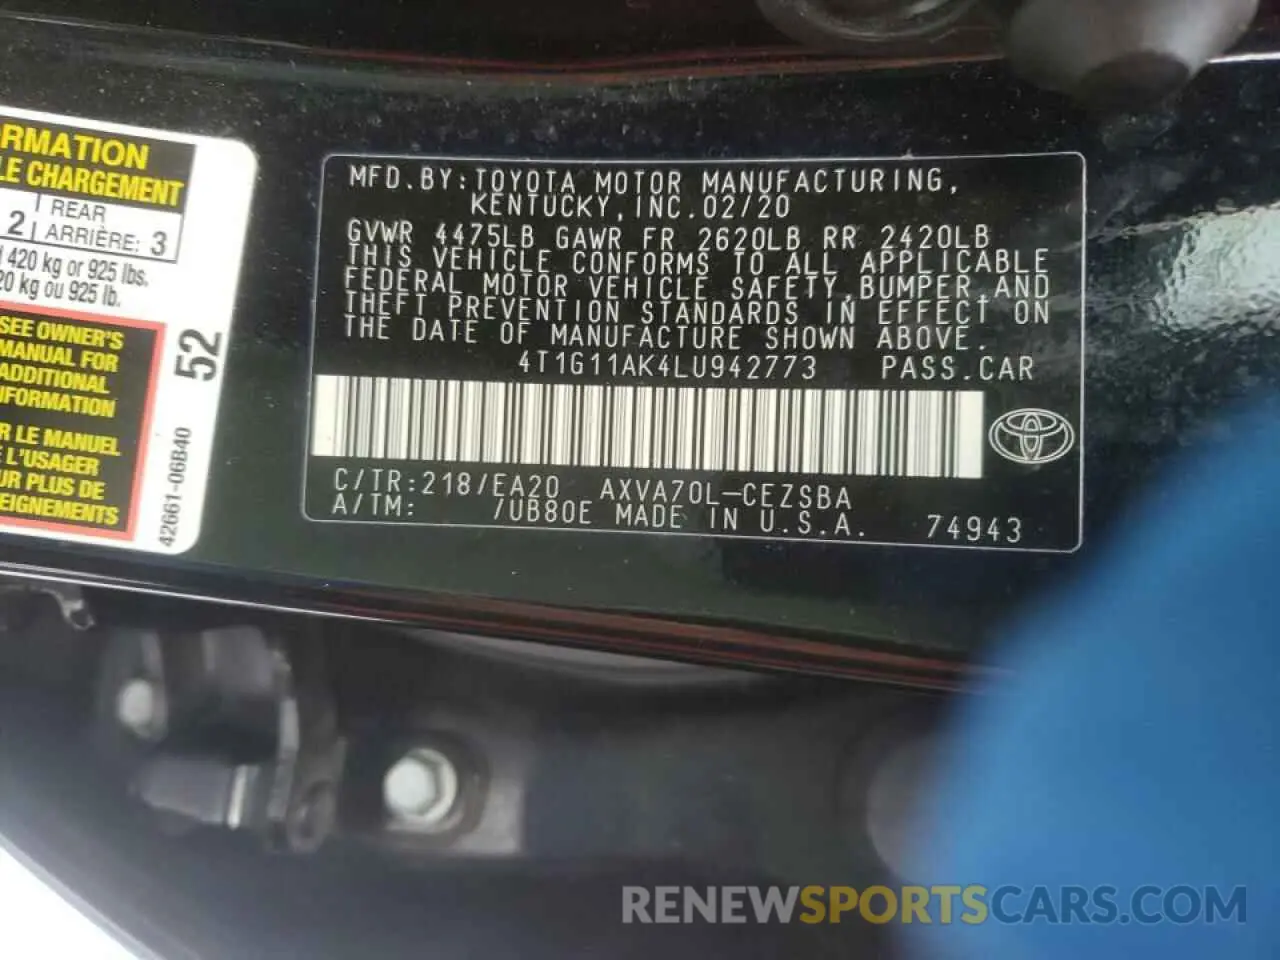 RMATION
LE CHARGEMENT
2 REAR
ARRIÈRE: 3
420 kg or 925 lbs.
20 kg ou 925 lb.
SEE OWNER'S
MANUAL FOR
ADDITIONAL
NFORMATION
R LE MANUEL
L'USAGER
UR PLUS DE
EIGNEMENTS
52
42661-06B40
MFD.BY:TOYOTA MOTOR MANUFACTURING,
KENTUCKY,INC.02/20
GVWR 4475LB GAWR FR 2620LB RR 2420LB
THIS VEHICLE CONFORMS TO ALL APPLICABLE
FEDERAL MOTOR VEHICLE SAFETY,BUMPER,AND
THEFT PREVENTION STANDARDS IN EFFECT ON
THE DATE OF MANUFACTURE SHOWN ABOVE.
4T1G11AK4LU942773 PASS.CAR
C/TR:218/EA20 AXVA70L-CEZSBA
A/TM: /UB80E MADE IN U.S.A. 74943
RENEWSPORTSCARS.COM